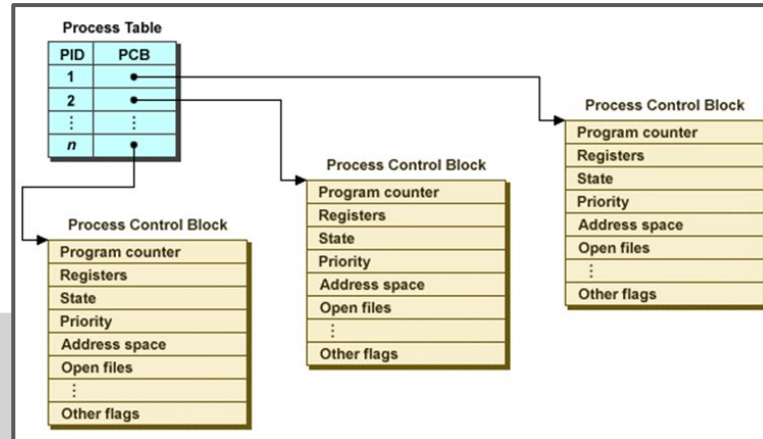 Process Table
PID PCB
1
2
⋮ ⋮
n
Process Control Block
Program counter
Registers
State
Priority
Address space
Open files
⋮
Other flags
Process Control Block
Program counter
Registers
State
Priority
Address space
Open files
⋮
Other flags
Process Control Block
Program counter
Registers
State
Priority
Address space
Open files
⋮
Other flags